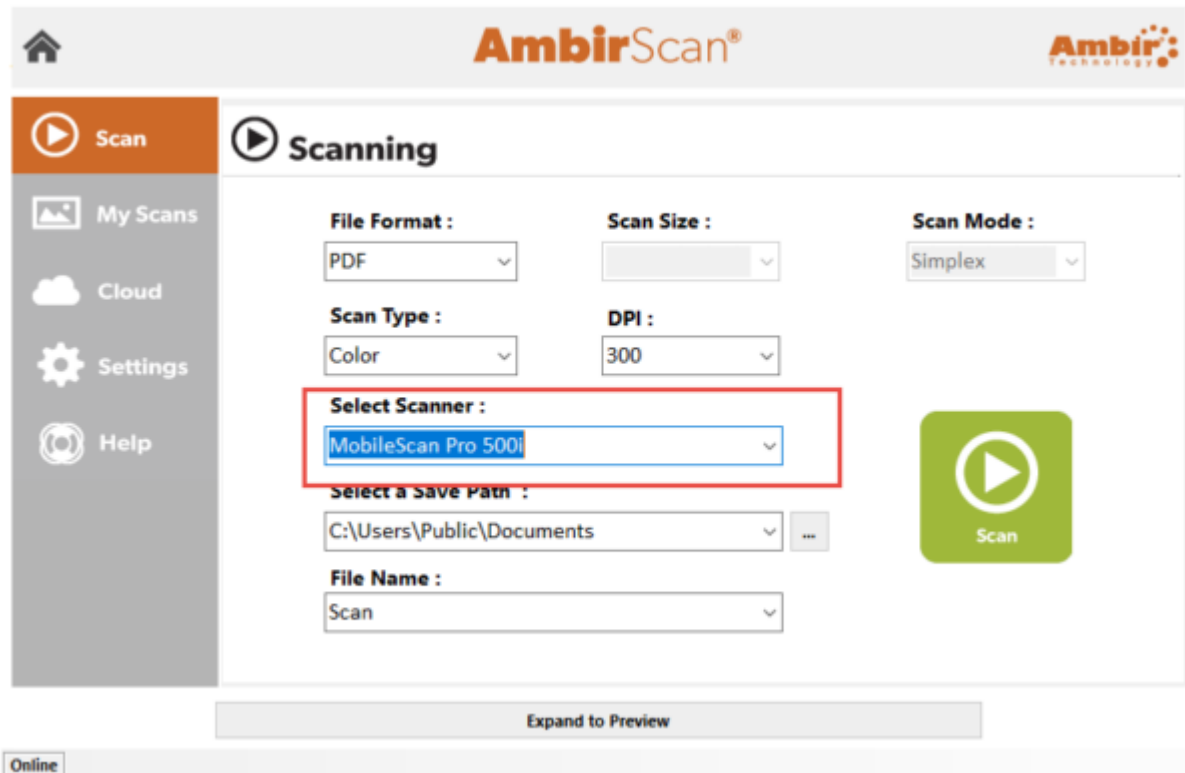 AmbirScan®
Ambir
Technology
Scan
Scanning
My Scans
Cloud
Settings
Help
File Format :
Scan Size :
Scan Mode :
PDF
Simplex
Scan Type :
DPI :
Color
300
Select Scanner :
MobileScan Pro 500i
Select a Save Path :
C:\Users\Public\Documents
...
File Name :
Scan
Scan
Expand to Preview
Online